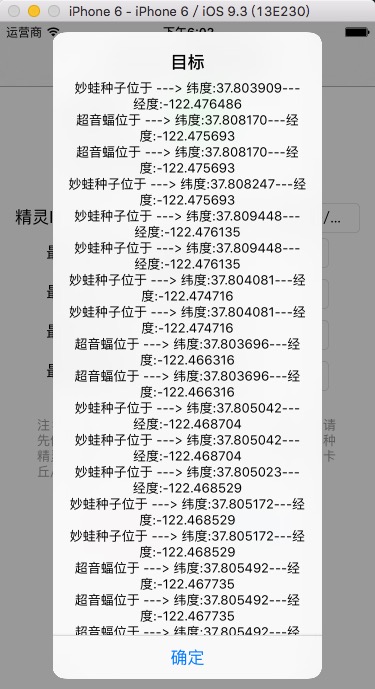 iPhone 6 - iPhone 6 / iOS 9.3 (13E230)
运营商
目标
妙蛙种子位于 ---> 纬度:37.803909---
经度:-122.476486
超音蝠位于 ---> 纬度:37.808170---经
度:-122.475693
超音蝠位于 ---> 纬度:37.808170---经
度:-122.475693
妙蛙种子位于 ---> 纬度:37.808247---经
度:-122.475693
妙蛙种子位于 ---> 纬度:37.809448---
经度:-122.476135
妙蛙种子位于 ---> 纬度:37.809448---
经度:-122.476135
妙蛙种子位于 ---> 纬度:37.804081---经
度:-122.474716
妙蛙种子位于 ---> 纬度:37.804081---经
度:-122.474716
超音蝠位于 ---> 纬度:37.803696---经
度:-122.466316
超音蝠位于 ---> 纬度:37.803696---经
度:-122.466316
妙蛙种子位于 ---> 纬度:37.805042---
经度:-122.468704
妙蛙种子位于 ---> 纬度:37.805042---
经度:-122.468704
妙蛙种子位于 ---> 纬度:37.805023---
经度:-122.468529
妙蛙种子位于 ---> 纬度:37.805172---经
度:-122.468529
妙蛙种子位于 ---> 纬度:37.805172---经
度:-122.468529
超音蝠位于 ---> 纬度:37.805492---经
度:-122.467735
超音蝠位于 ---> 纬度:37.805492---经
度:-122.467735
超音蝠位于 ---> 纬度:37.805492---经
确定
精灵
/...
注
请
先
种
卡